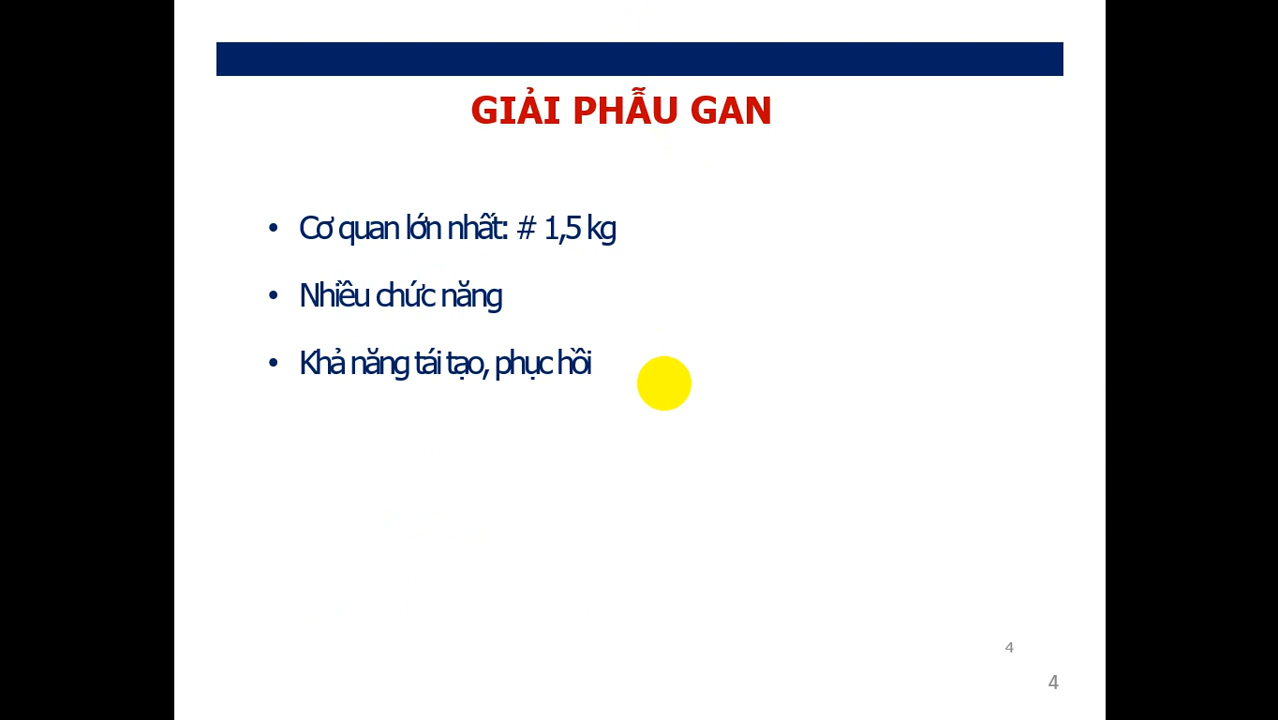 GIẢI PHẪU GAN
• Cơ quan lớn nhất: # 1,5 kg
• Nhiều chức năng
• Khả năng tái tạo, phục hồi
4
4